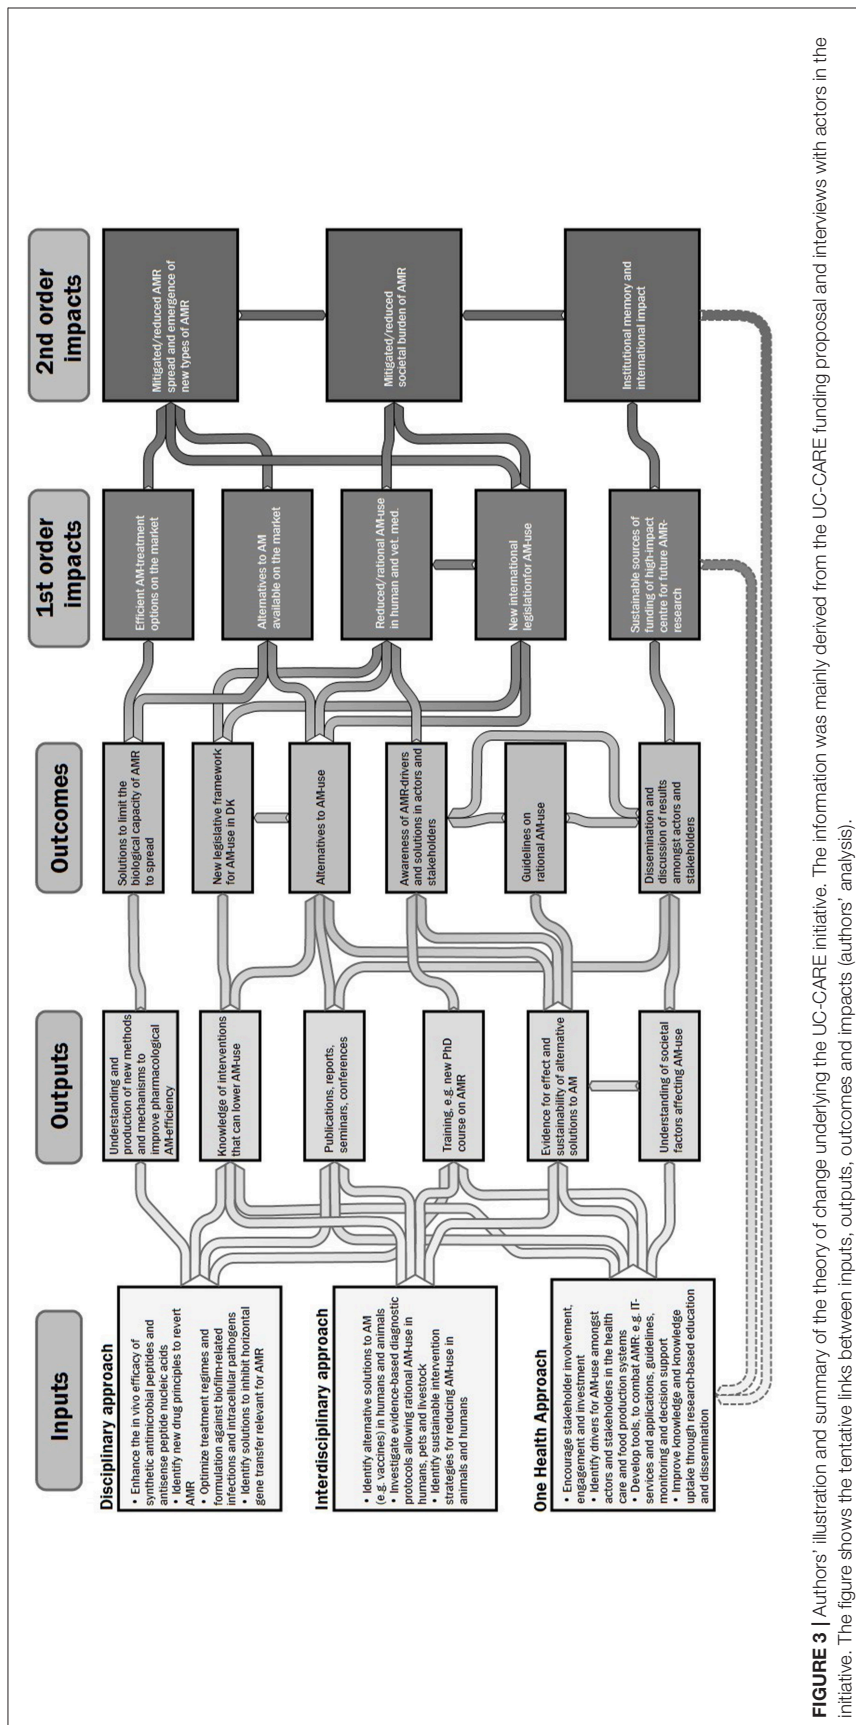 Inputs
Outputs
Outcomes
1st order
impacts
2nd order
impacts
Disciplinary approach
• Enhance the in vivo efficacy of
synthetic antimicrobial peptides and
antisense peptide nucleic acids
• Identify new drug principles to revert
AMR
• Optimize treatment regimes and
formulation against biofilm-related
infections and intracellular pathogens
• Identify solutions to inhibit horizontal
gene transfer relevant for AMR
Interdisciplinary approach
• Identify alternative solutions to AM
(e.g. vaccines) in humans and animals
• Investigate evidence-based diagnostic
protocols allowing rational AM-use in
humans, pets and livestock
• Identify sustainable intervention
strategies for reducing AM-use in
animals and humans
One Health Approach
• Encourage stakeholder involvement,
engagement and investment
• Identify drivers for AM-use amongst
actors and stakeholders in the health
care and food production systems
• Develop tools, to combat AMR: e.g. IT-
services and applications, guidelines,
monitoring and decision support
• Improve knowledge and knowledge
uptake through research-based education
and dissemination
Understanding and
production of new methods
and mechanisms to
improve pharmacological
AM-efficiency
Knowledge of interventions
that can lower AM-use
Publications, reports,
seminars, conferences
Training, e.g. new PhD
course on AMR
Evidence for effect and
sustainability of alternative
solutions to AM
Understanding of societal
factors affecting AM-use
Solutions to limit the
biological capacity of AMR
to spread
New legislative framework
for AM-use in DK
Alternatives to AM-use
Awareness of AMR-drivers
and solutions in actors and
stakeholders
Guidelines on
rational AM-use
Dissemination and
discussion of results
amongst actors and
stakeholders
Efficient AM-treatment
options on the market
Alternatives to AM
available on the market
Reduced/rational AM-use
in human and vet. med.
New international
legislationfor AM-use
Sustainable sources of
funding of high-impact
centre for future AMR-
research
Mitigated/reduced AMR
spread and emergence of
new types of AMR
Mitigated/reduced
societal burden of AMR
Institutional memory and
international impact
FIGURE 3 | Authors' illustration and summary of the theory of change underlying the UC-CARE initiative. The information was mainly derived from the UC-CARE funding proposal and interviews with actors in the
initiative. The figure shows the tentative links between inputs, outputs, outcomes and impacts (authors' analysis).